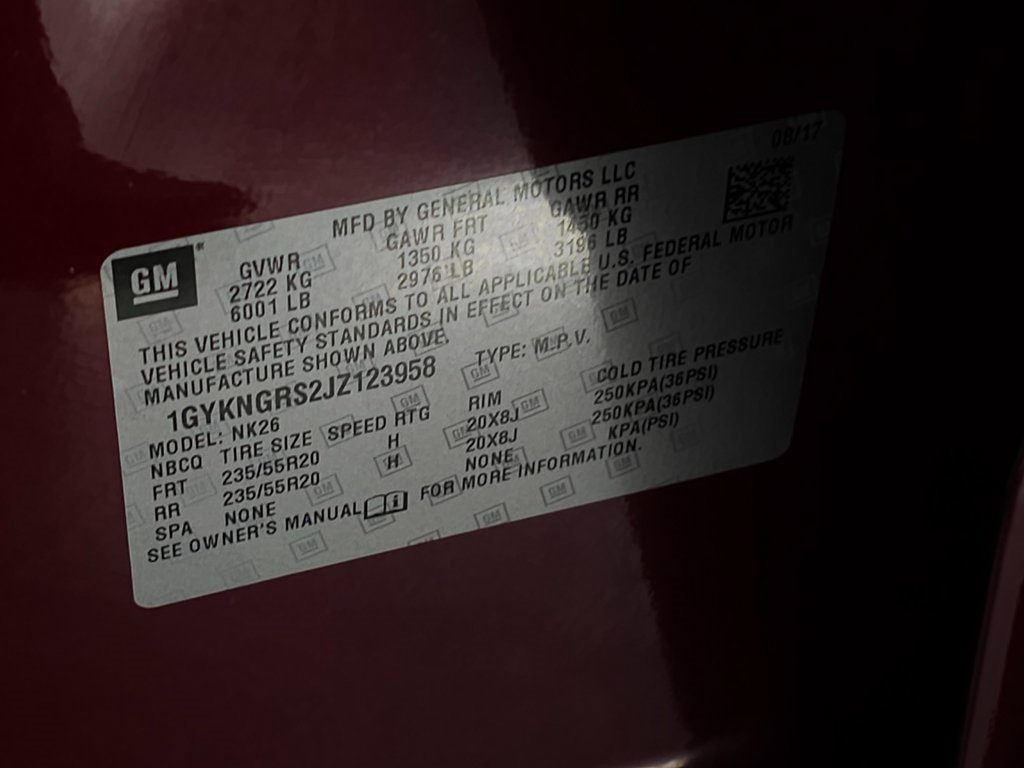 08/17
MFD BY GENERAL MOTORS LLC
GM
GVWR GAWR FRT GAWR RR
2722 KG 1350 KG 1450 KG
6001 LB 2976 LB 3196 LB
THIS VEHICLE CONFORMS TO ALL APPLICABLE U.S. FEDERAL MOTOR
VEHICLE SAFETY STANDARDS IN EFFECT ON THE DATE OF
MANUFACTURE SHOWN ABOVE.
1GYKNGRS2JZ123958 TYPE: M.P.V.
MODEL: NK26
NBCQ TIRE SIZE SPEED RTG RIM COLD TIRE PRESSURE
FRT 235/55R20 H 20X8J 250KPA(36PSI)
RR 235/55R20 H 20X8J 250KPA(36PSI)
SPA NONE NONE KPA(PSI)
SEE OWNER'S MANUAL FOR MORE INFORMATION.